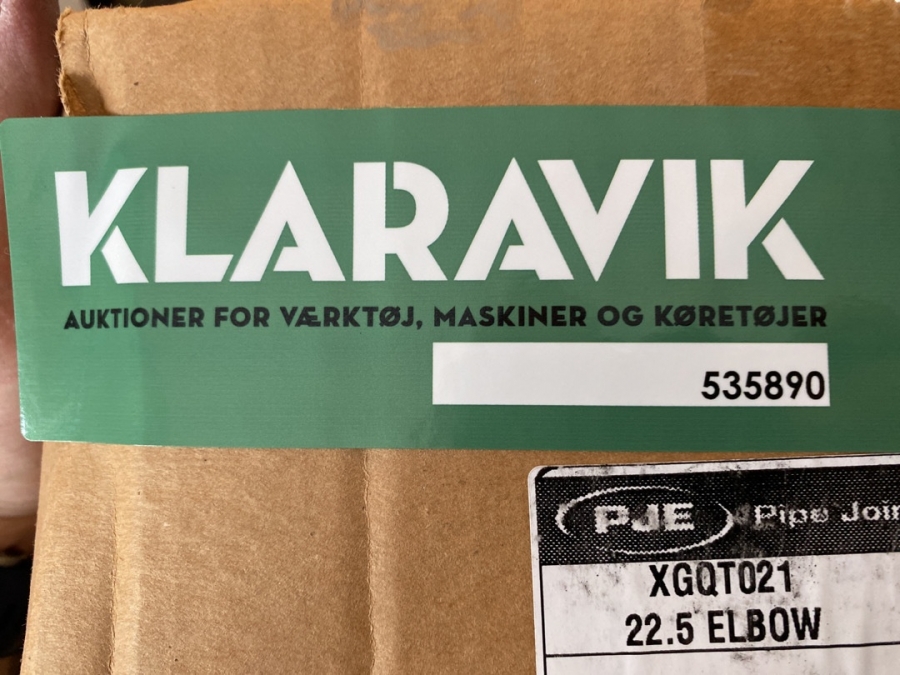 KLARAVIK
AUKTIONER FOR VÆRKTØJ, MASKINER OG KØRETØJER
535890
PJE Pipe Join
XGQT021
22.5 ELBOW